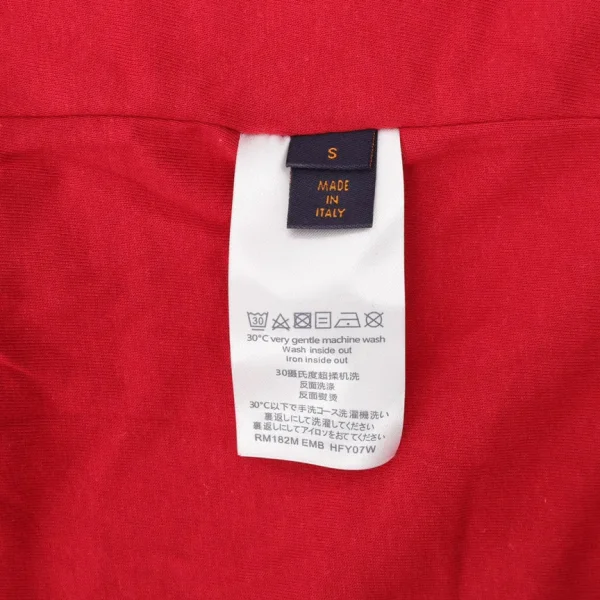 S
MADE
IN
ITALY
30
30°C very gentle machine wash
Wash inside out
Iron inside out
30攝氏度超揉机洗
反面洗涤
反面熨烫
30℃以下で手洗コース洗濯機洗い
裏返しにして洗濯してください
裏返しにしてアイロンをおててください
RM182M EMB HFY07W